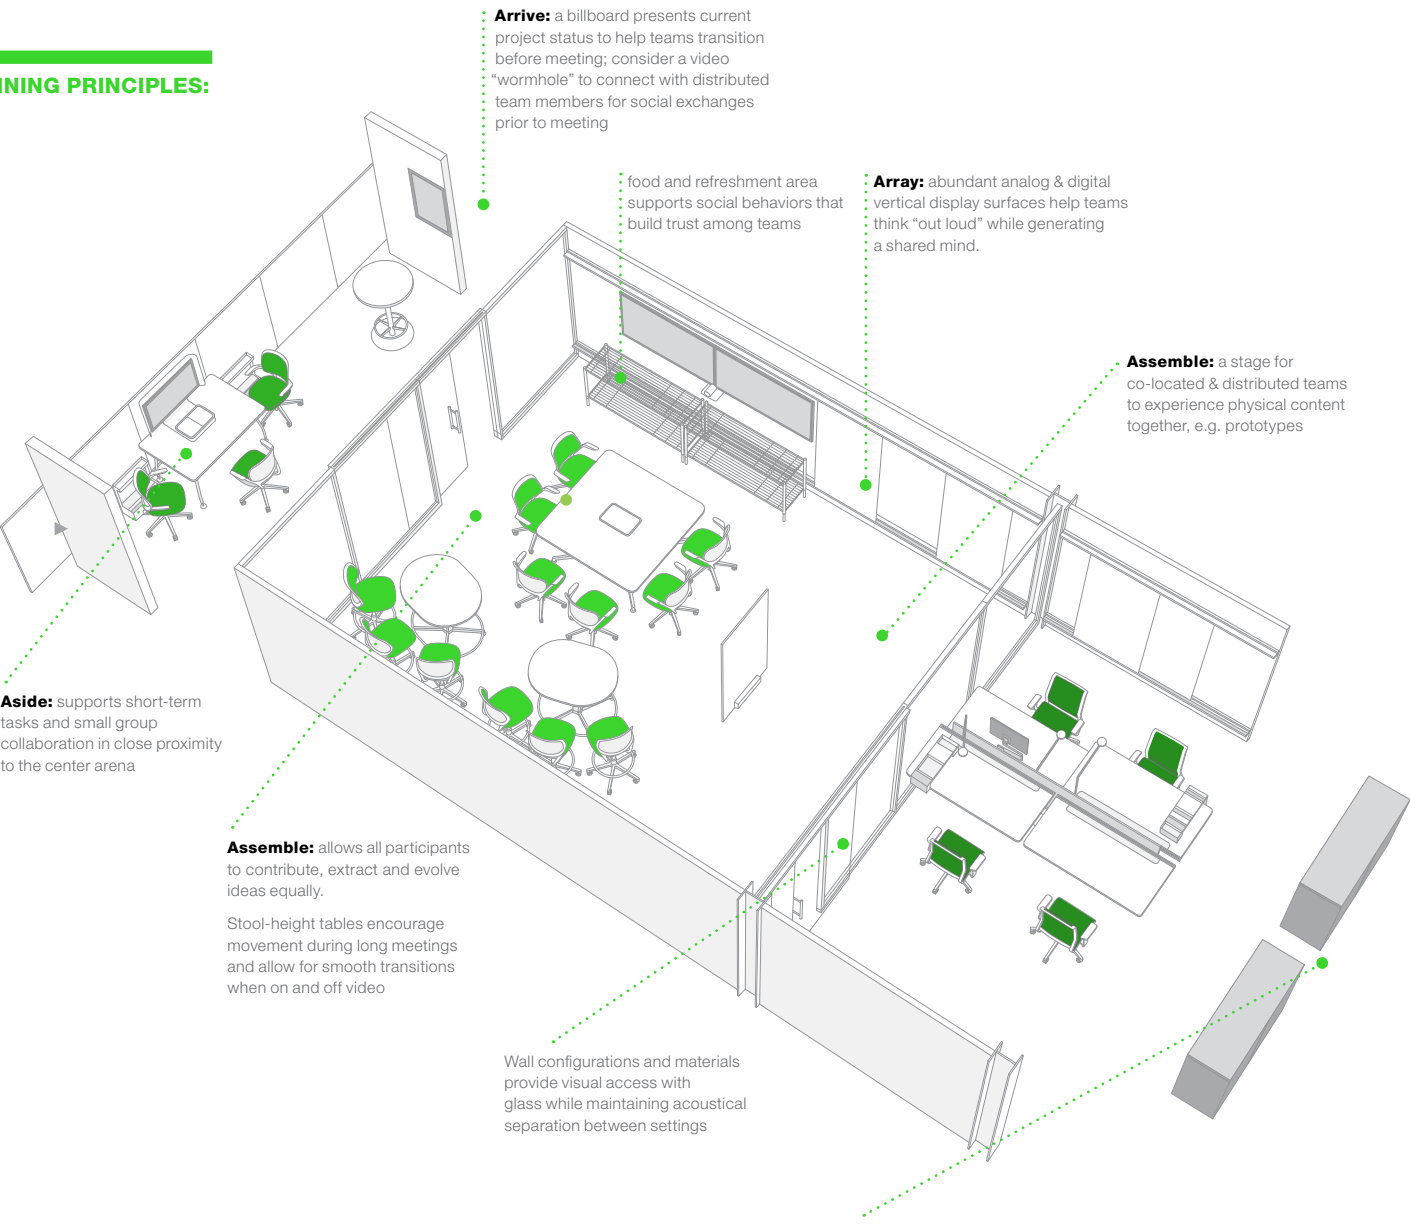 INING PRINCIPLES:
Arrive: a billboard presents current
project status to help teams transition
before meeting; consider a video
“wormhole” to connect with distributed
team members for social exchanges
prior to meeting
food and refreshment area
supports social behaviors that
build trust among teams
Array: abundant analog & digital
vertical display surfaces help teams
think “out loud” while generating
a shared mind.
Assemble: a stage for
co-located & distributed teams
to experience physical content
together, e.g. prototypes
Aside: supports short-term
tasks and small group
collaboration in close proximity
to the center arena
Assemble: allows all participants
to contribute, extract and evolve
ideas equally.
Stool-height tables encourage
movement during long meetings
and allow for smooth transitions
when on and off video
Wall configurations and materials
provide visual access with
glass while maintaining acoustical
separation between settings